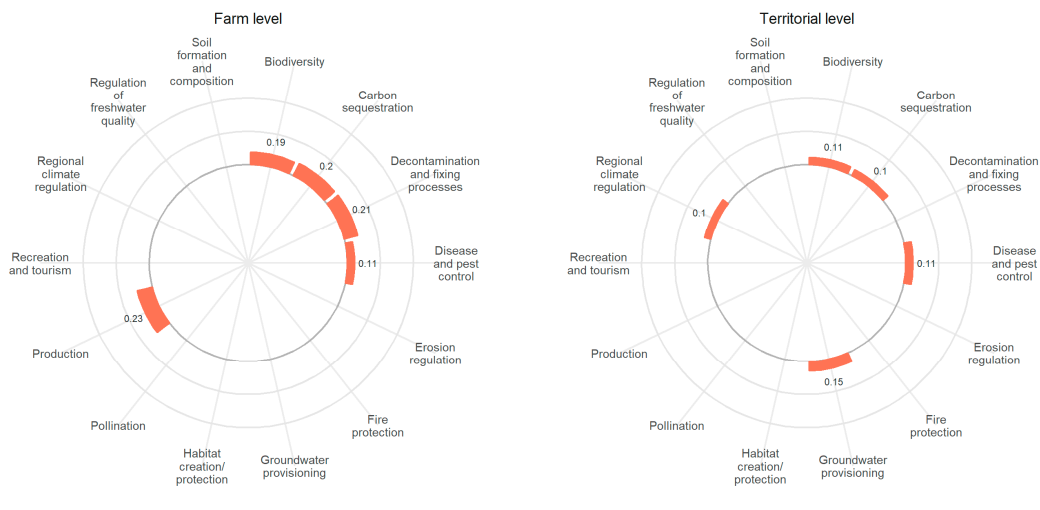 Farm level
Soil
formation
and
composition
Biodiversity
Carbon
sequestration
Decontamination
and fixing
processes
Disease
and pest
control
Erosion
regulation
Fire
protection
Groundwater
provisioning
Habitat
creation/
protection
Pollination
Production
Recreation
and tourism
Regional
climate
regulation
Regulation
of
freshwater
quality
0.19
0.2
0.21
0.11
0.23
Territorial level
Soil
formation
and
composition
Biodiversity
Carbon
sequestration
Decontamination
and fixing
processes
Disease
and pest
control
Erosion
regulation
Fire
protection
Groundwater
provisioning
Habitat
creation/
protection
Pollination
Production
Recreation
and tourism
Regional
climate
regulation
Regulation
of
freshwater
quality
0.11
0.1
0.11
0.15
0.1